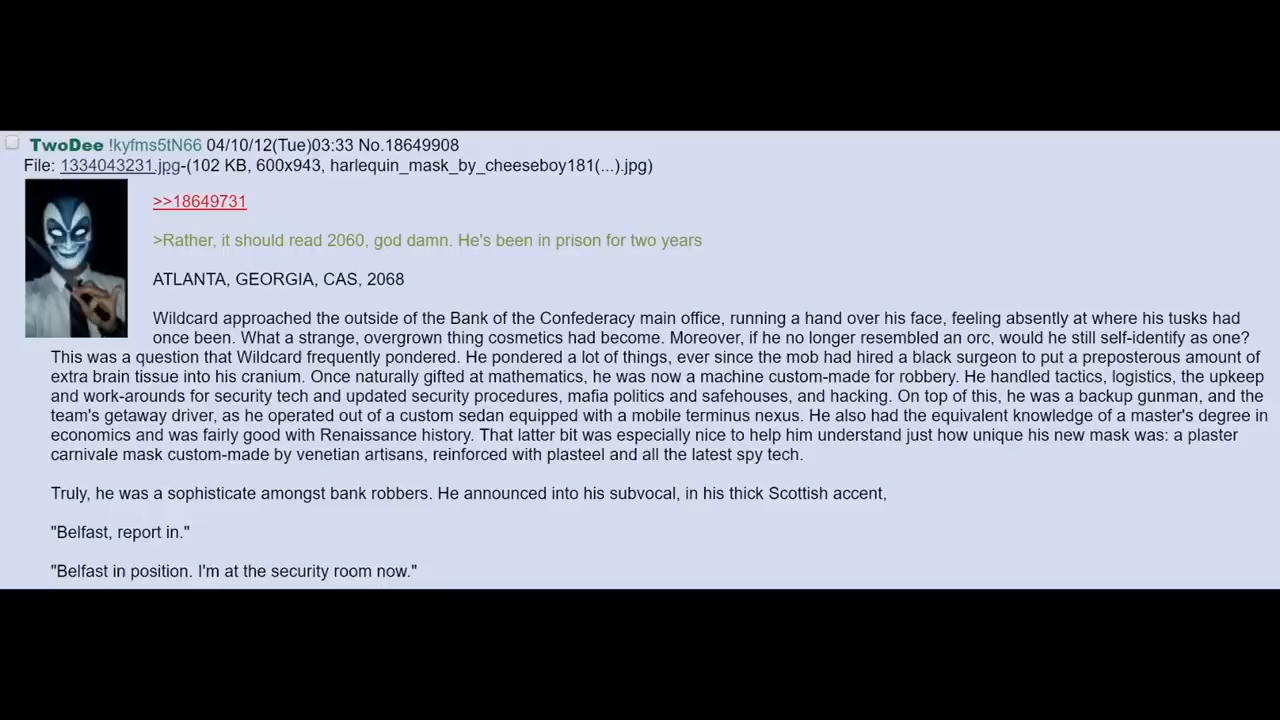 TwoDee !kyfms5tN66 04/10/12(Tue)03:33 No.18649908
File: 1334043231.jpg-(102 KB, 600x943, harlequin_mask_by_cheeseboy181(...).jpg)
>>18649731
>Rather, it should read 2060, god damn. He's been in prison for two years
ATLANTA, GEORGIA, CAS, 2068
Wildcard approached the outside of the Bank of the Confederacy main office, running a hand over his face, feeling absently at where his tusks had
once been. What a strange, overgrown thing cosmetics had become. Moreover, if he no longer resembled an orc, would he still self-identify as one?
This was a question that Wildcard frequently pondered. He pondered a lot of things, ever since the mob had hired a black surgeon to put a preposterous amount of
extra brain tissue into his cranium. Once naturally gifted at mathematics, he was now a machine custom-made for robbery. He handled tactics, logistics, the upkeep
and work-arounds for security tech and updated security procedures, mafia politics and safehouses, and hacking. On top of this, he was a backup gunman, and the
team's getaway driver, as he operated out of a custom sedan equipped with a mobile terminus nexus. He also had the equivalent knowledge of a master's degree in
economics and was fairly good with Renaissance history. That latter bit was especially nice to help him understand just how unique his new mask was: a plaster
carnivale mask custom-made by venetian artisans, reinforced with plasteel and all the latest spy tech.
Truly, he was a sophisticate amongst bank robbers. He announced into his subvocal, in his thick Scottish accent,
"Belfast, report in."
"Belfast in position. I'm at the security room now."